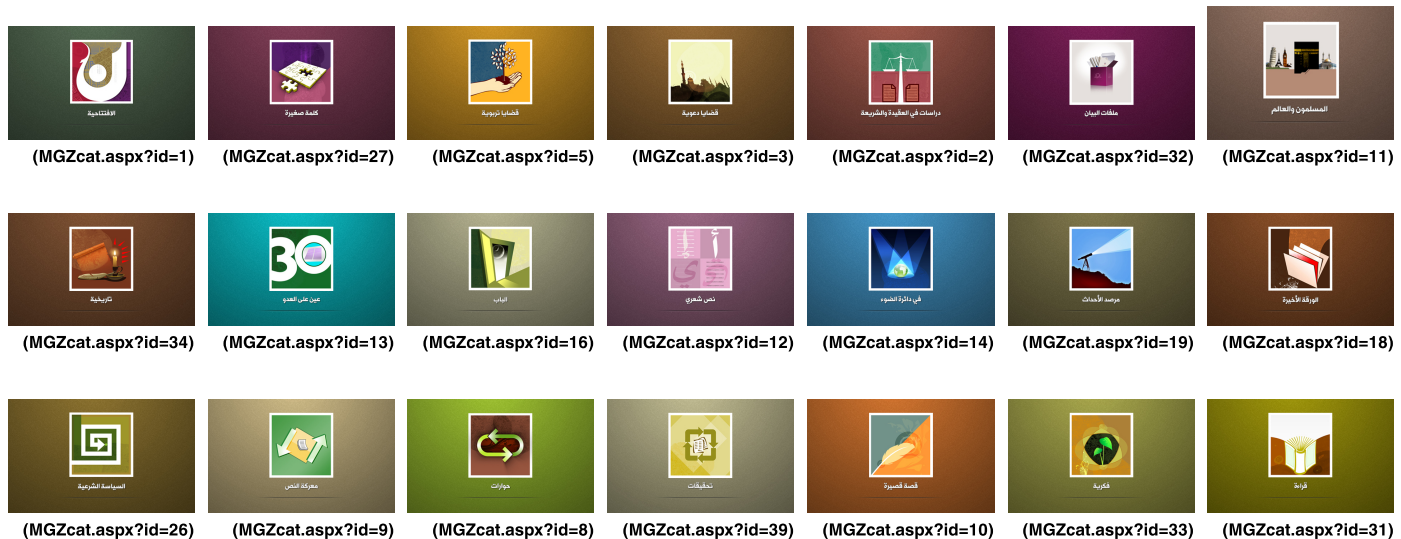 الافتتاحية
كلمة صغيرة
قضايا تربوية
قضايا دعوية
دراسات في العقيدة والشريعة
ملفات البيان
المسلمون والعالم
(MGZcat.aspx?id=1)
(MGZcat.aspx?id=27)
(MGZcat.aspx?id=5)
(MGZcat.aspx?id=3)
(MGZcat.aspx?id=2)
(MGZcat.aspx?id=32)
(MGZcat.aspx?id=11)
30
تاريخية
عين على العدو
الباب
نص شعري
في دائرة الضوء
مرصد الأحداث
الورقة الأخيرة
(MGZcat.aspx?id=34)
(MGZcat.aspx?id=13)
(MGZcat.aspx?id=16)
(MGZcat.aspx?id=12)
(MGZcat.aspx?id=14)
(MGZcat.aspx?id=19)
(MGZcat.aspx?id=18)
السياسة الشرعية
معركة النص
حوارات
تحقيقات
قصة قصيرة
فكرية
قراءة
(MGZcat.aspx?id=26)
(MGZcat.aspx?id=9)
(MGZcat.aspx?id=8)
(MGZcat.aspx?id=39)
(MGZcat.aspx?id=10)
(MGZcat.aspx?id=33)
(MGZcat.aspx?id=31)